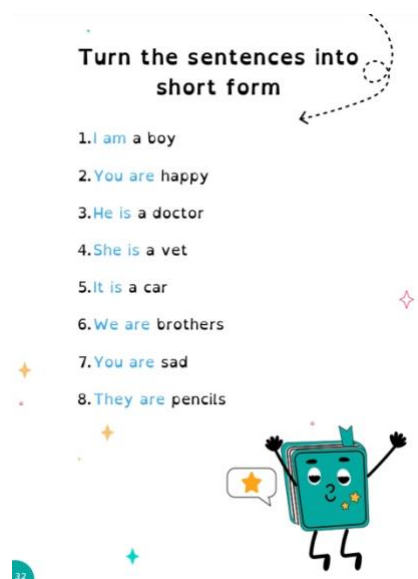 Turn the sentences into
short form
1.I am a boy
2.You are happy
3.He is a doctor
4.She is a vet
5.It is a car
6.We are brothers
7.You are sad
8.They are pencils
32